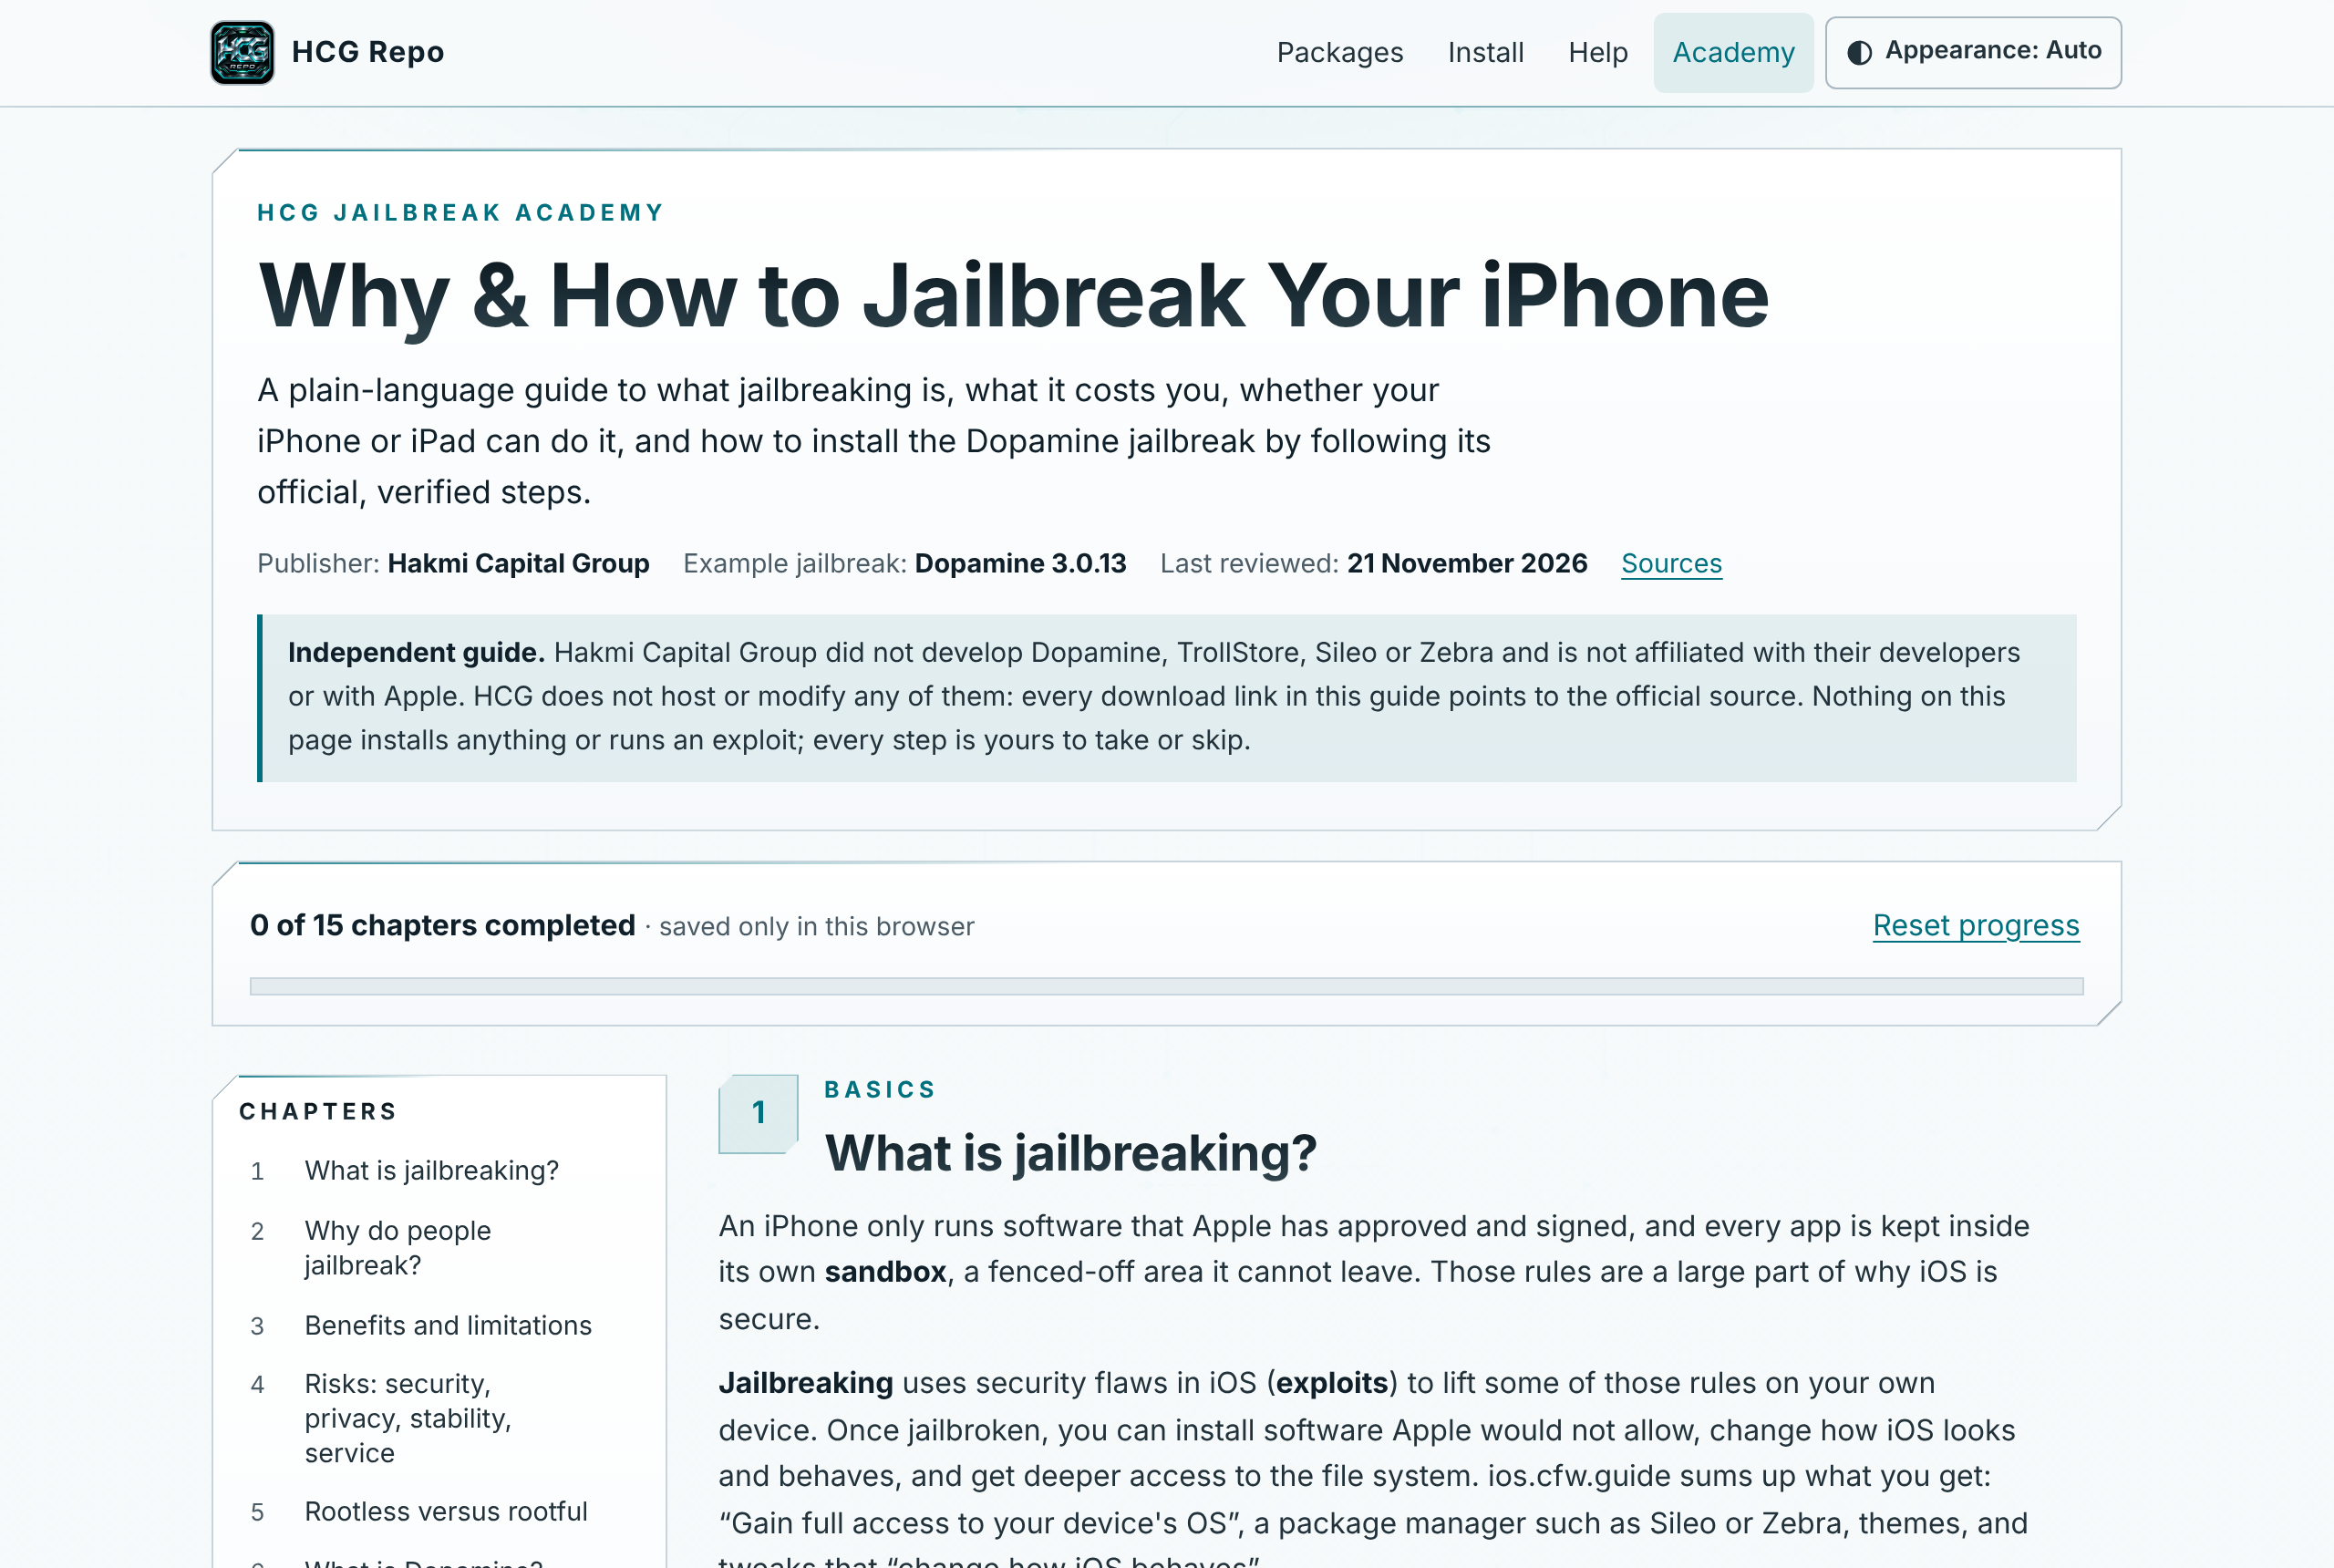 HCG REPO
HCG Repo
Packages
Install
Help
Academy
Appearance: Auto
HCG JAILBREAK ACADEMY
Why & How to Jailbreak Your iPhone
A plain-language guide to what jailbreaking is, what it costs you, whether your
iPhone or iPad can do it, and how to install the Dopamine jailbreak by following its
official, verified steps.
Publisher: Hakmi Capital Group Example jailbreak: Dopamine 3.0.13 Last reviewed: 21 November 2026 Sources
Independent guide. Hakmi Capital Group did not develop Dopamine, TrollStore, Sileo or Zebra and is not affiliated with their developers
or with Apple. HCG does not host or modify any of them: every download link in this guide points to the official source. Nothing on this
page installs anything or runs an exploit; every step is yours to take or skip.
0 of 15 chapters completed · saved only in this browser
Reset progress
CHAPTERS
1 What is jailbreaking?
2 Why do people
jailbreak?
3 Benefits and limitations
4 Risks: security,
privacy, stability,
service
5 Rootless versus rootful
6 What is Dopamine?
1
BASICS
What is jailbreaking?
An iPhone only runs software that Apple has approved and signed, and every app is kept inside
its own sandbox, a fenced-off area it cannot leave. Those rules are a large part of why iOS is
secure.
Jailbreaking uses security flaws in iOS (exploits) to lift some of those rules on your own
device. Once jailbroken, you can install software Apple would not allow, change how iOS looks
and behaves, and get deeper access to the file system. ios.cfw.guide sums up what you get:
“Gain full access to your device's OS”, a package manager such as Sileo or Zebra, themes, and
tweaks that “change how iOS behaves”.